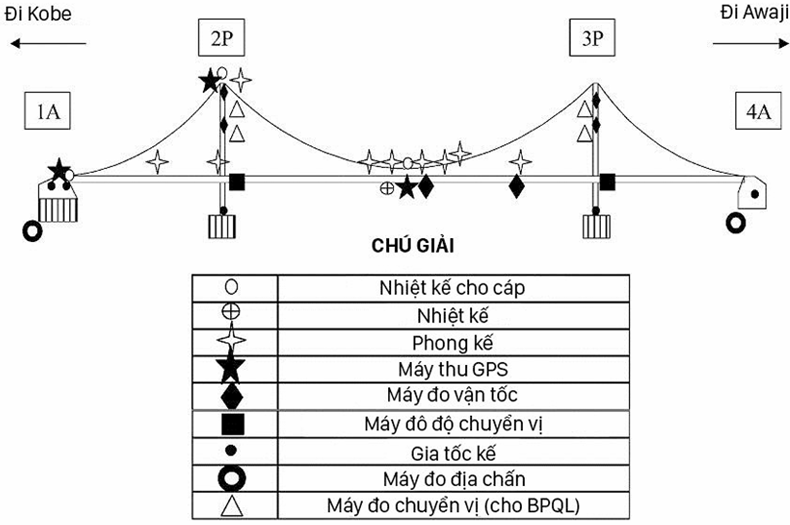 Đi Kobe
Đi Awaji
2P
3P
1A
4A
CHÚ GIẢI
Nhiệt kế cho cáp
Nhiệt kế
Phong kế
Máy thu GPS
Máy đo vận tốc
Máy đô độ chuyển vị
Gia tốc kế
Máy đo địa chấn
Máy đo chuyển vị (cho BPQL)